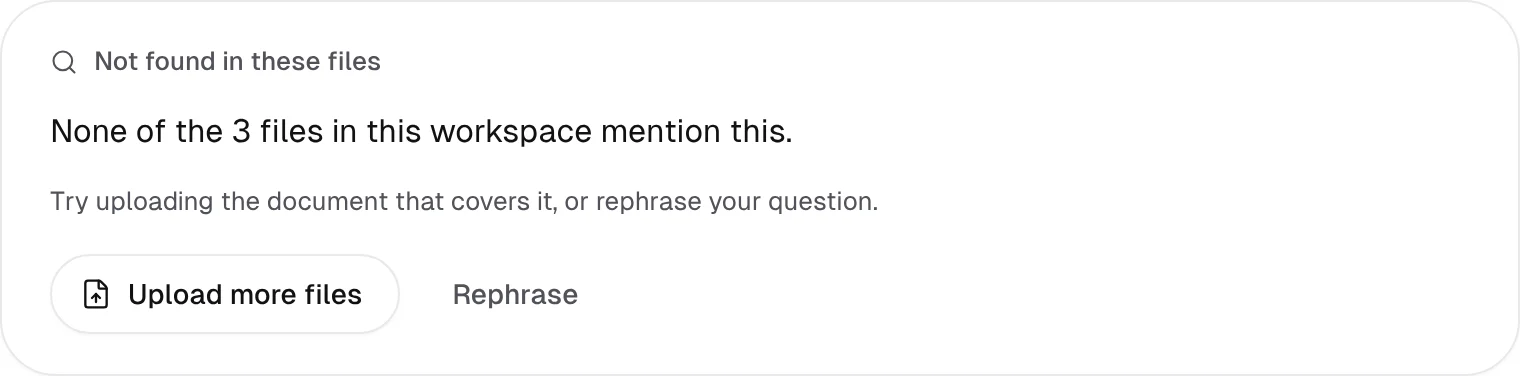 Not found in these files
None of the 3 files in this workspace mention this.
Try uploading the document that covers it, or rephrase your question.
Upload more files
Rephrase